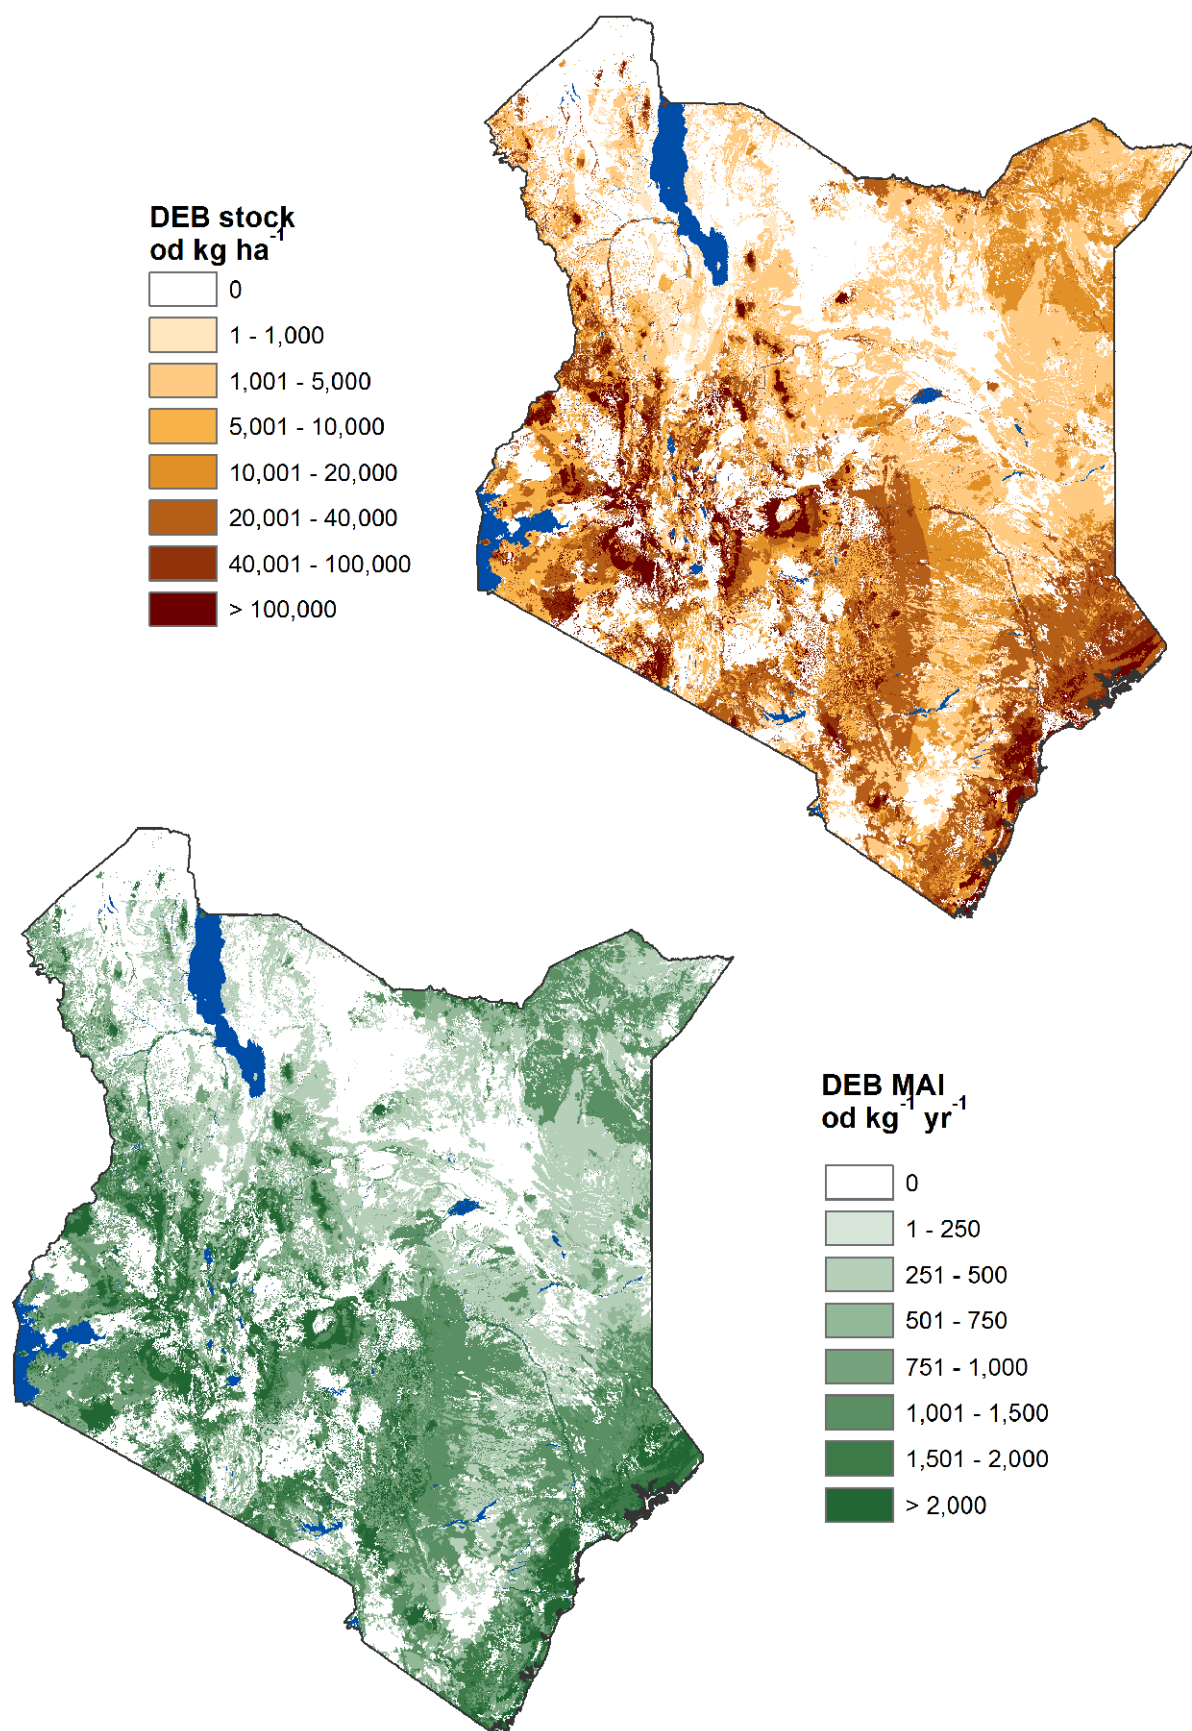 DEB stock
od kg ha⁻¹
0
1 - 1,000
1,001 - 5,000
5,001 - 10,000
10,001 - 20,000
20,001 - 40,000
40,001 - 100,000
> 100,000
DEB MAI
od kg⁻¹ yr⁻¹
0
1 - 250
251 - 500
501 - 750
751 - 1,000
1,001 - 1,500
1,501 - 2,000
> 2,000